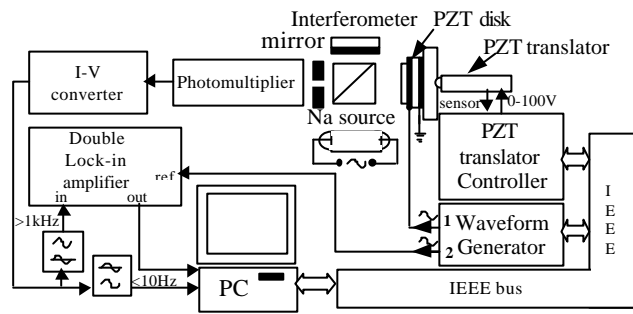 Interferometer
mirror
PZT disk
PZT translator
I-V
converter
Photomultiplier
Na source
sensor
0-100V
PZT
translator
Controller
Double
Lock-in
amplifier
ref
in
out
>1kHz
<10Hz
1 Waveform
2 Generator
PC
IEEE bus
I
E
E
E